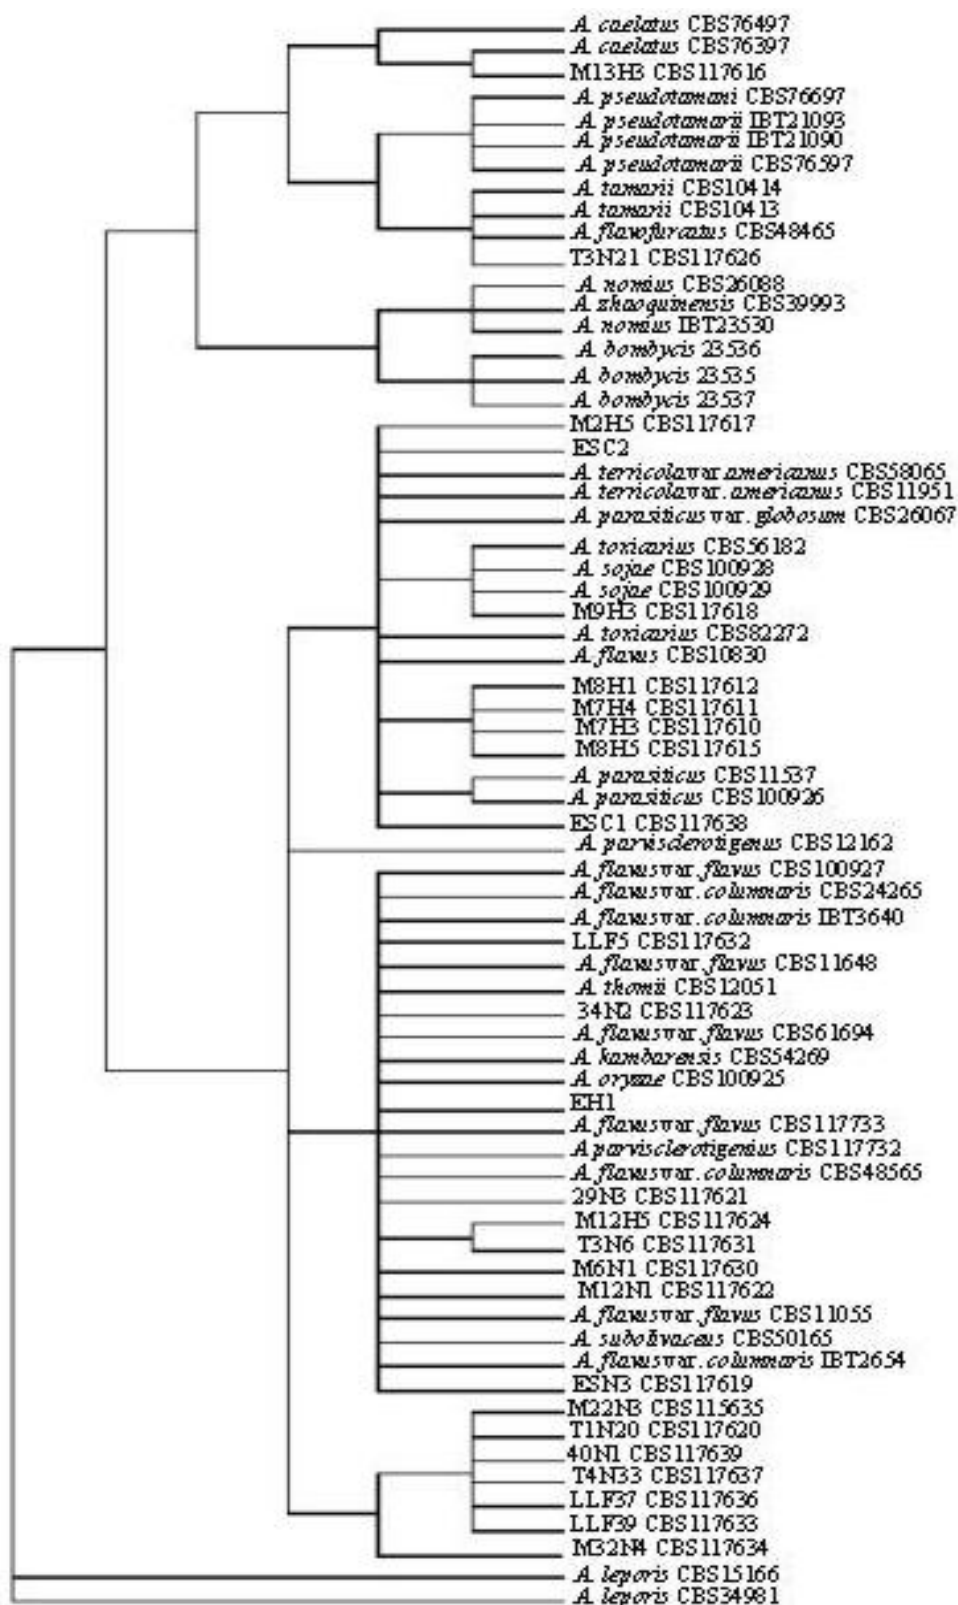 A. caelatus CBS76497
A. caelatus CBS76397
M13H3 CBS117616
A. pseudotamarii CBS76697
A. pseudotamarii IBT21093
A. pseudotamarii IBT21090
A. pseudotamarii CBS76597
A. tamarii CBS10414
A. tamarii CBS10413
A. flavofurcatus CBS48465
T3N21 CBS117626
A. nomius CBS26088
A. zhaoquinensis CBS39993
A. nomius IBT23530
A. bombycis 23536
A. bombycis 23535
A. bombycis 23537
M2H5 CBS117617
ESC2
A. terricola var. americanus CBS58065
A. terricola var. americanus CBS11951
A. parasiticus var. globosum CBS26067
A. toxicarius CBS56182
A. sojae CBS100928
A. sojae CBS100929
M9H3 CBS117618
A. toxicarius CBS82272
A. flavus CBS10830
M8H1 CBS117612
M7H4 CBS117611
M7H3 CBS117610
M8H5 CBS117615
A. parasiticus CBS11537
A. parasiticus CBS100926
ESC1 CBS117638
A. parvisclerotigenus CBS12162
A. flavus var. flavus CBS100927
A. flavus var. columnaris CBS24265
A. flavus var. columnaris IBT3640
LLF5 CBS117632
A. flavus var. flavus CBS11648
A. thomii CBS12051
34N2 CBS117623
A. flavus var. flavus CBS61694
A. kambarensis CBS54269
A. oryzae CBS100925
EH1
A. flavus var. flavus CBS117733
A parvisclerotigenius CBS117732
A. flavus var. columnaris CBS48565
29N3 CBS117621
M12H5 CBS117624
T3N6 CBS117631
M6N1 CBS117630
M12N1 CBS117622
A. flavus var. flavus CBS11055
A. subolivaceus CBS50165
A. flavus var. columnaris IBT2654
ESN3 CBS117619
M22N3 CBS115635
T1N20 CBS117620
40N1 CBS117639
T4N33 CBS117637
LLF37 CBS117636
LLF39 CBS117633
M32N4 CBS117634
A. leporis CBS15166
A. leporis CBS34981